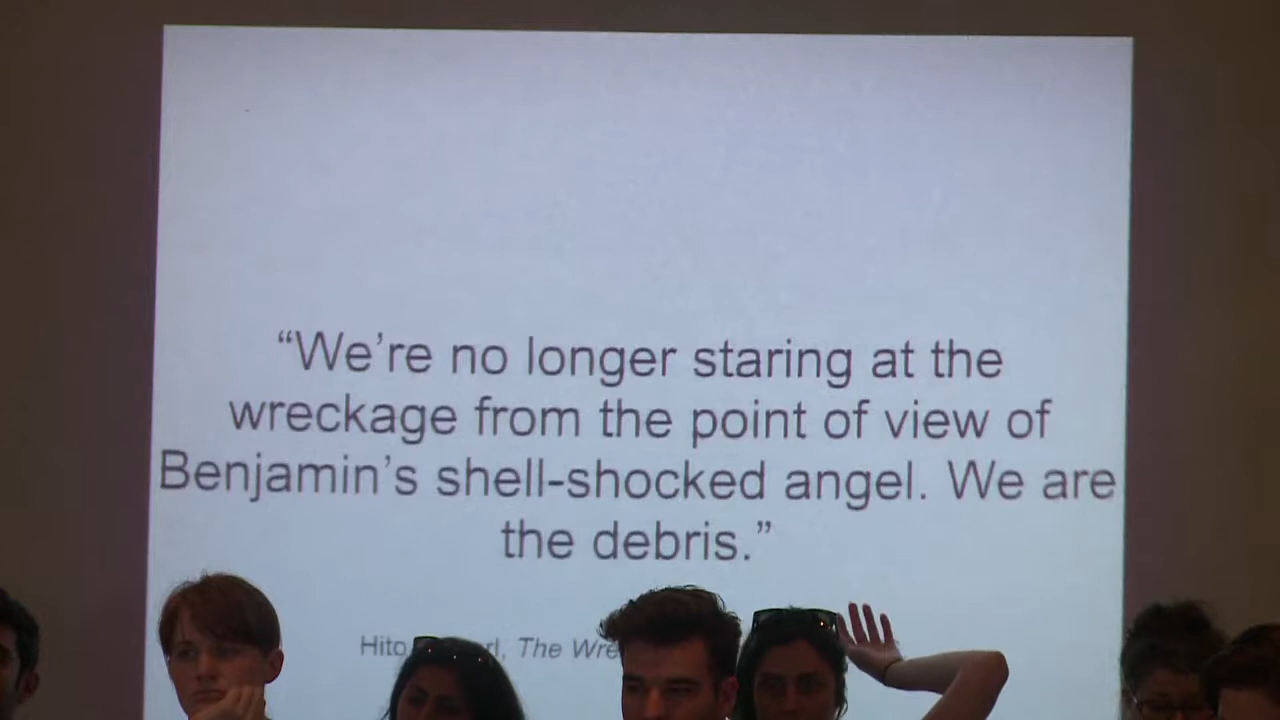 “We’re no longer staring at the
wreckage from the point of view of
Benjamin’s shell-shocked angel. We are
the debris.”
Hito The